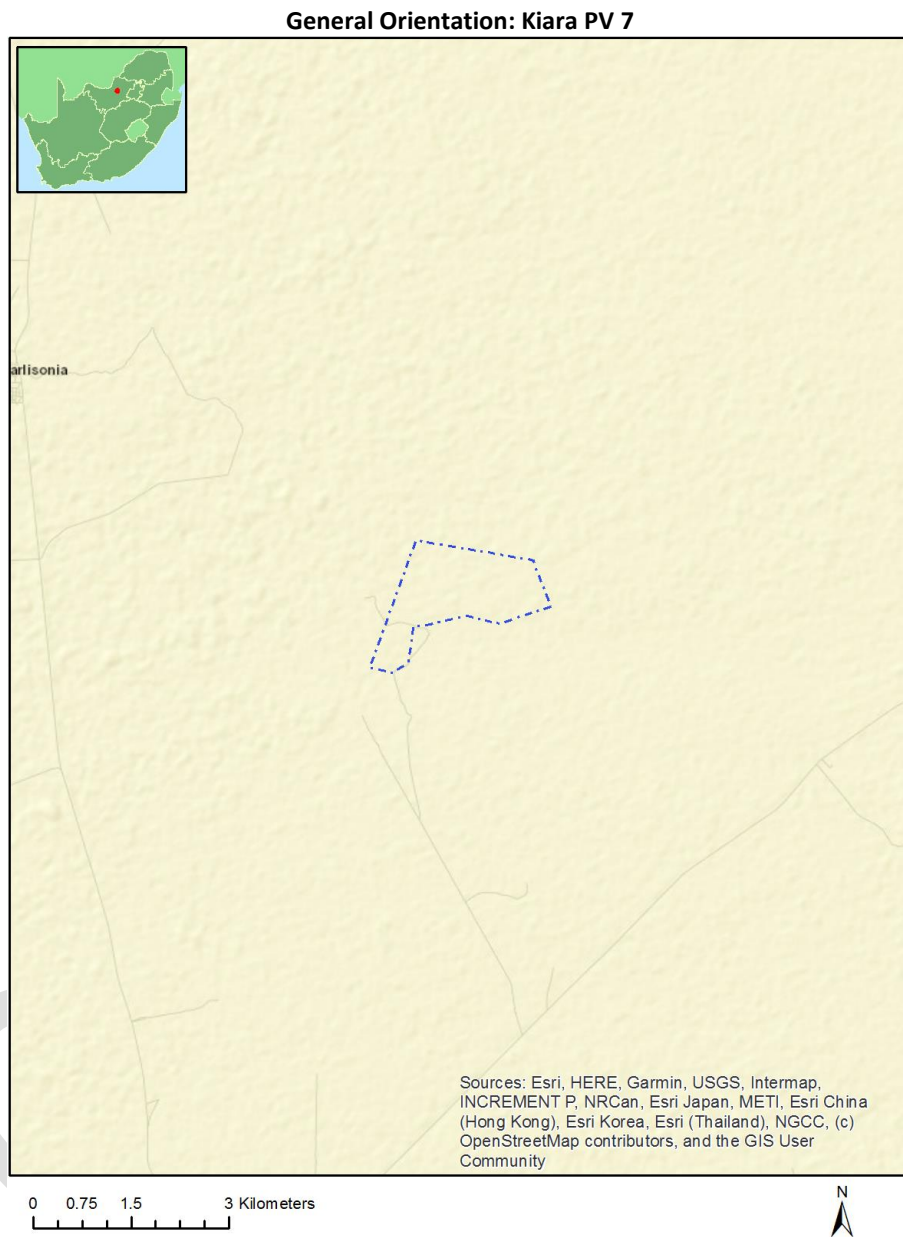 General Orientation: Kiara PV 7
arlisonia
Sources: Esri, HERE, Garmin, USGS, Intermap,
INCREMENT P, NRCan, Esri Japan, METI, Esri China
(Hong Kong), Esri Korea, Esri (Thailand), NGCC, (c)
OpenStreetMap contributors, and the GIS User
Community
0 0.75 1.5 3 Kilometers
N